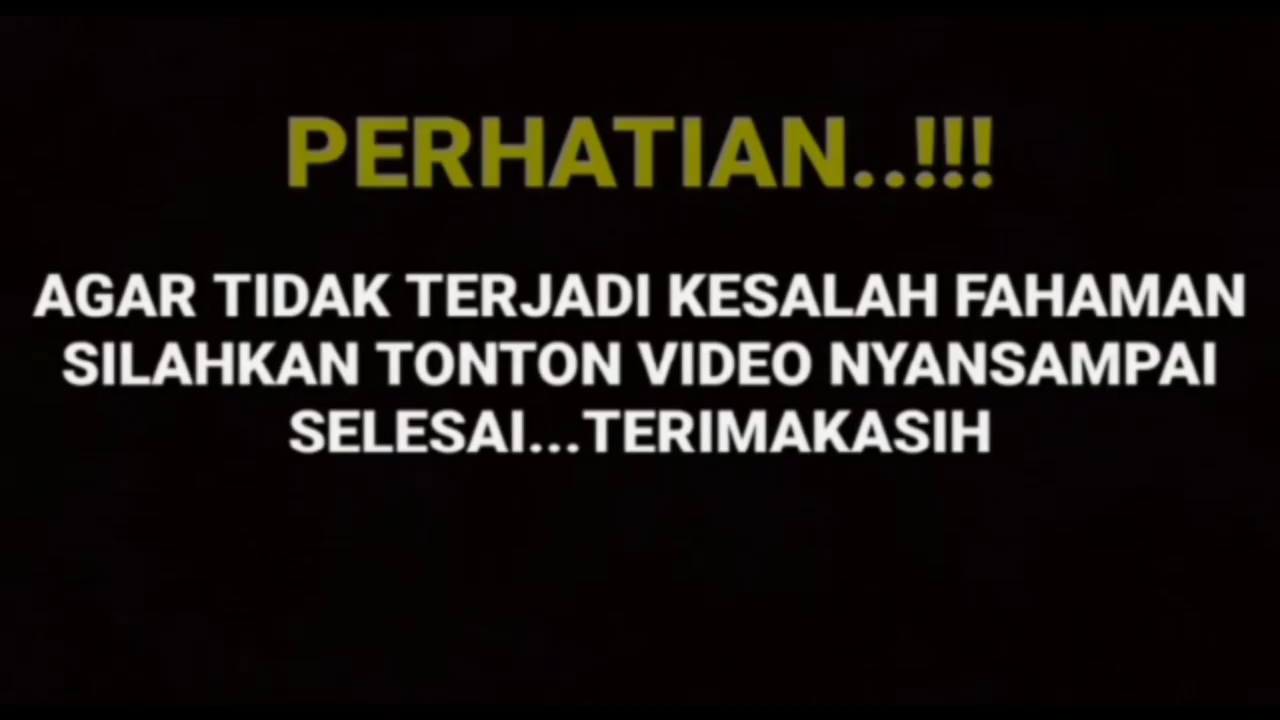 PERHATIAN..!!!
AGAR TIDAK TERJADI KESALAH FAHAMAN
SILAHKAN TONTON VIDEO NYANSAMPAI
SELESAI...TERIMAKASIH